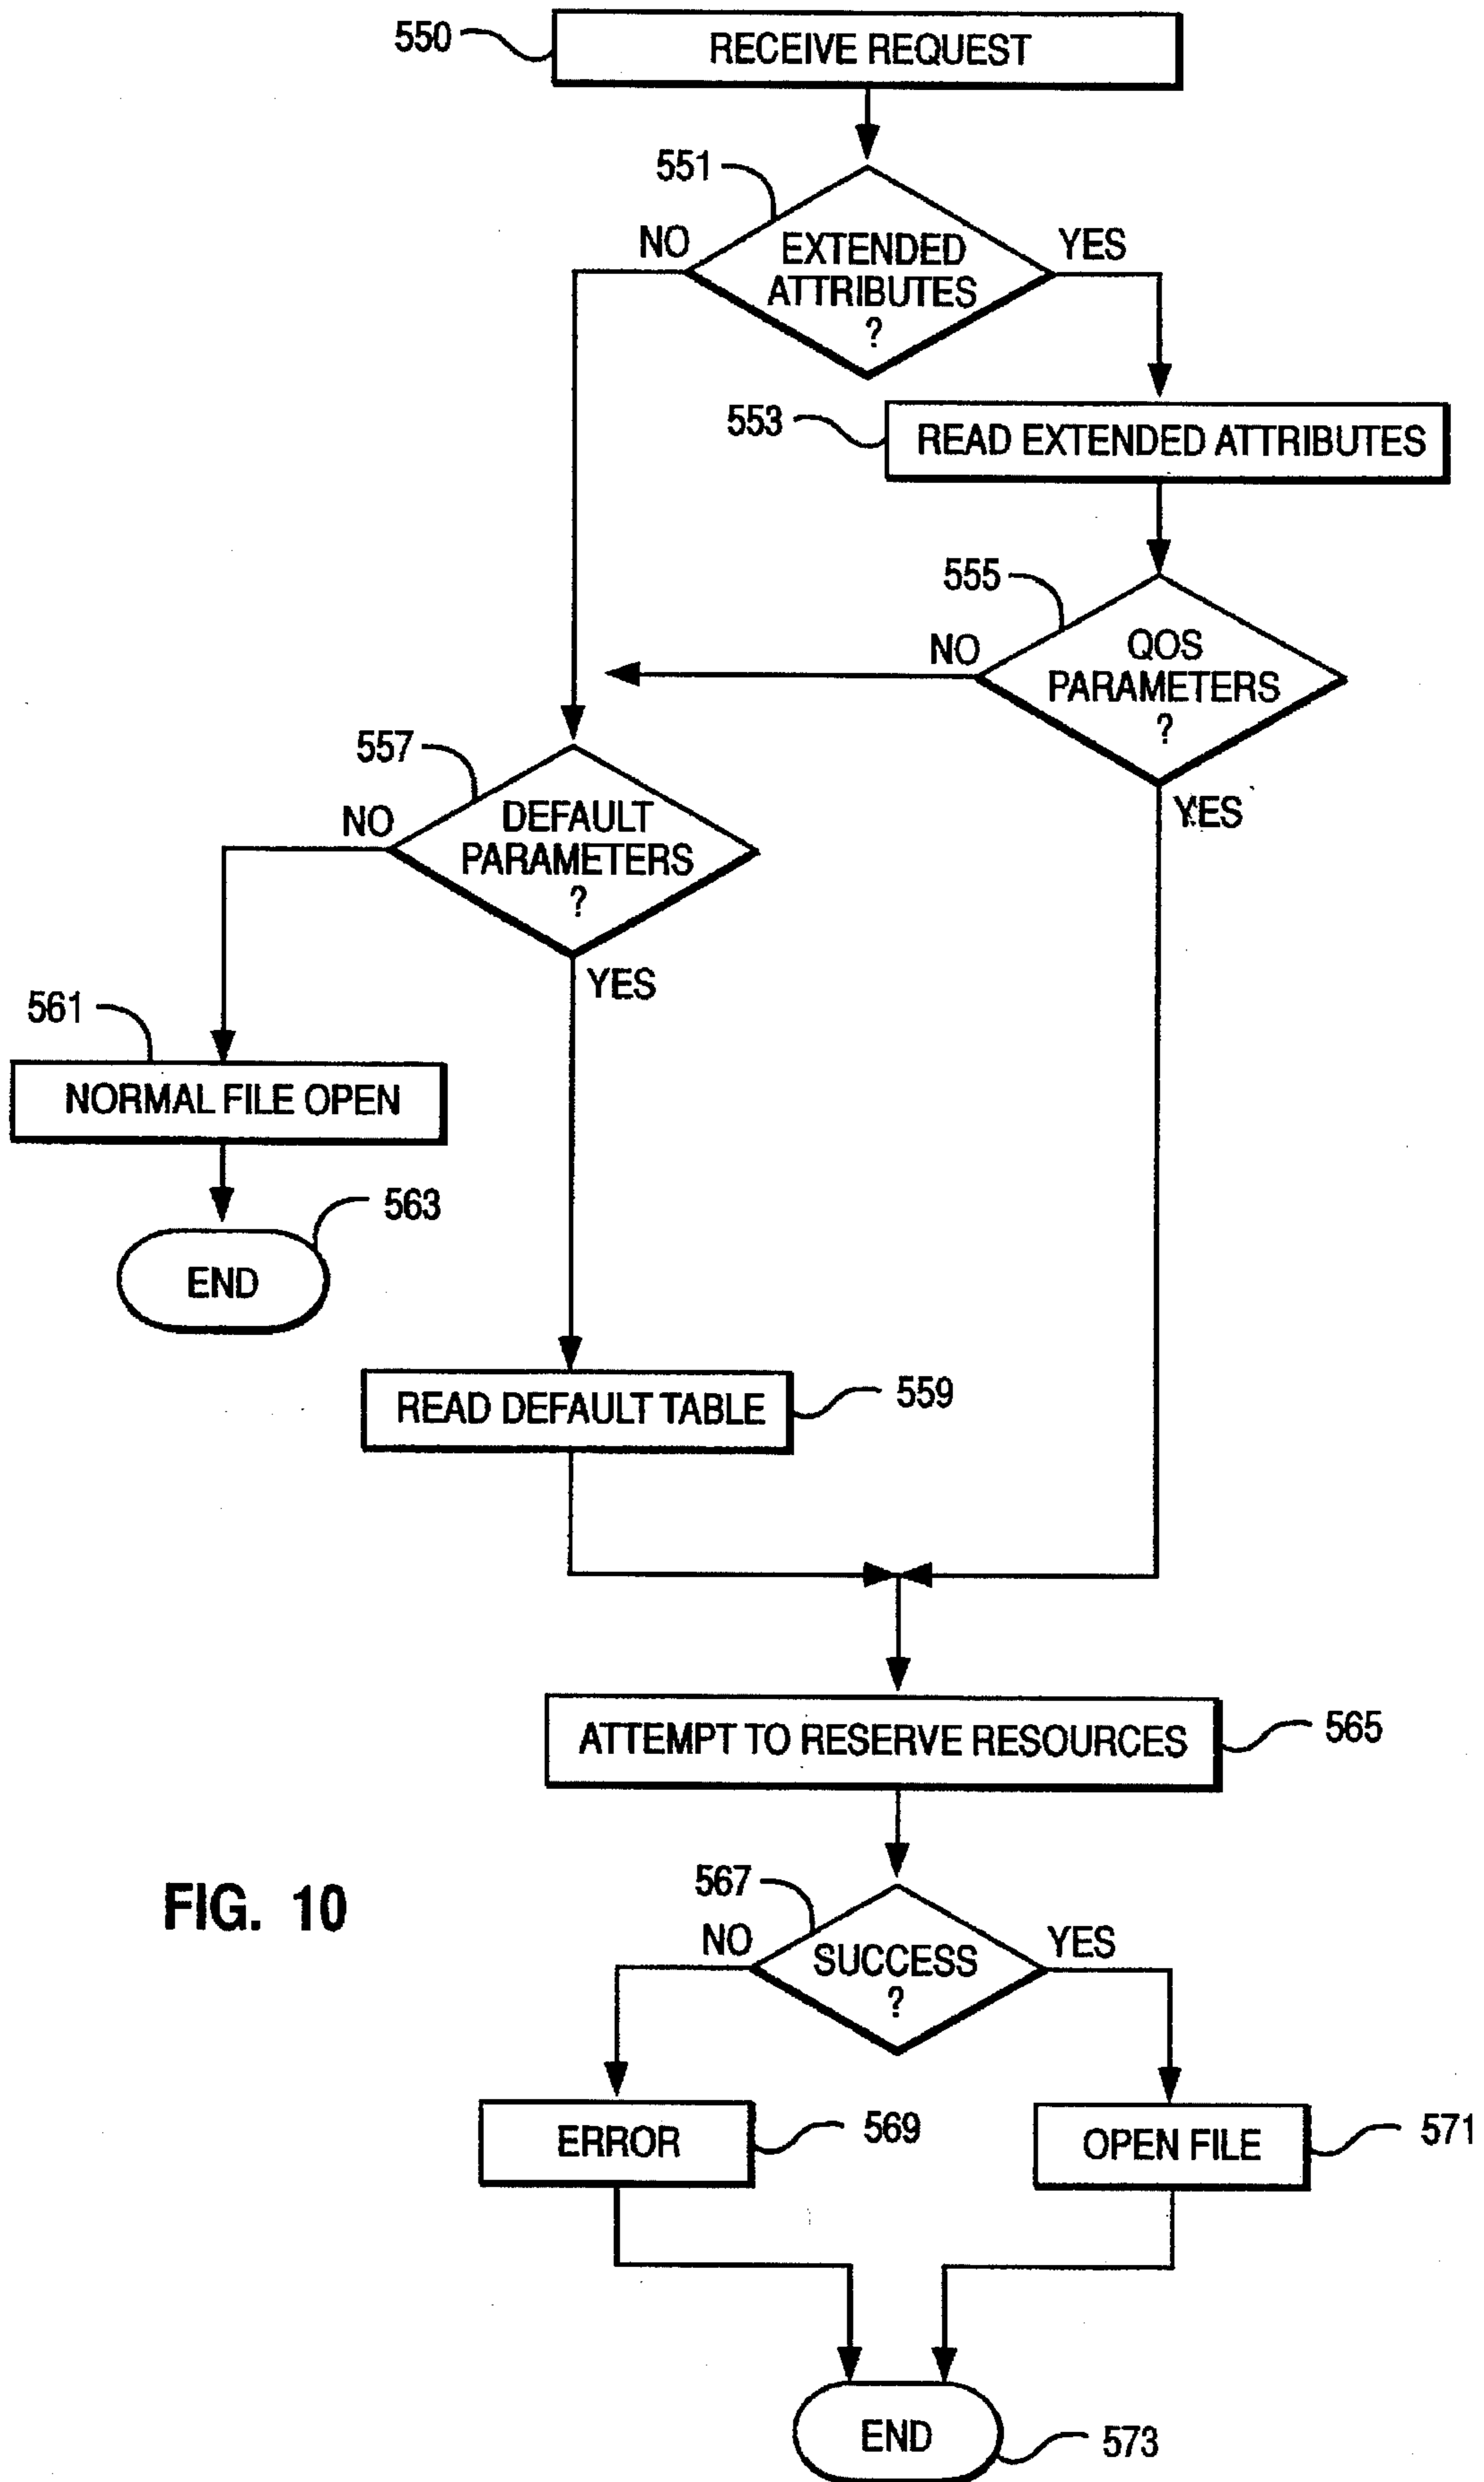 550
RECEIVE REQUEST
551
NO
EXTENDED
ATTRIBUTES
?
YES
553
READ EXTENDED ATTRIBUTES
555
NO
QOS
PARAMETERS
?
YES
557
NO
DEFAULT
PARAMETERS
?
YES
561
NORMAL FILE OPEN
563
END
READ DEFAULT TABLE
559
ATTEMPT TO RESERVE RESOURCES
565
FIG. 10
567
NO
SUCCESS
?
YES
ERROR
569
OPEN FILE
571
END
573